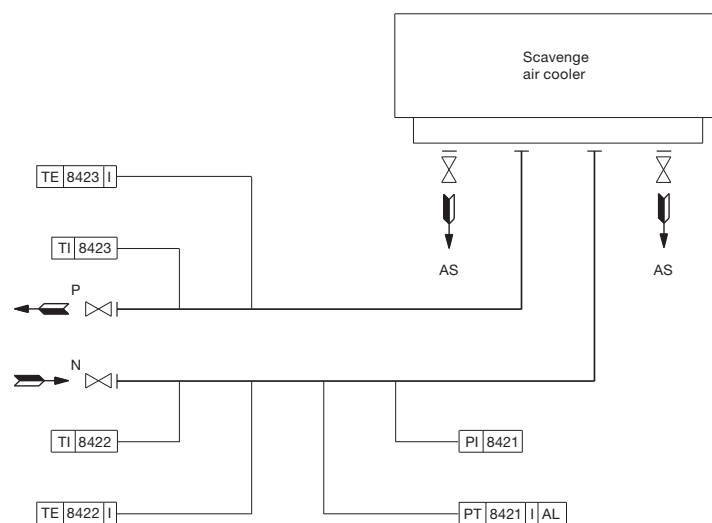 Scavenge
air cooler
TE 8423 I
TI 8423
AS
AS
P
N
TI 8422
PI 8421
TE 8422 I
PT 8421 I AL